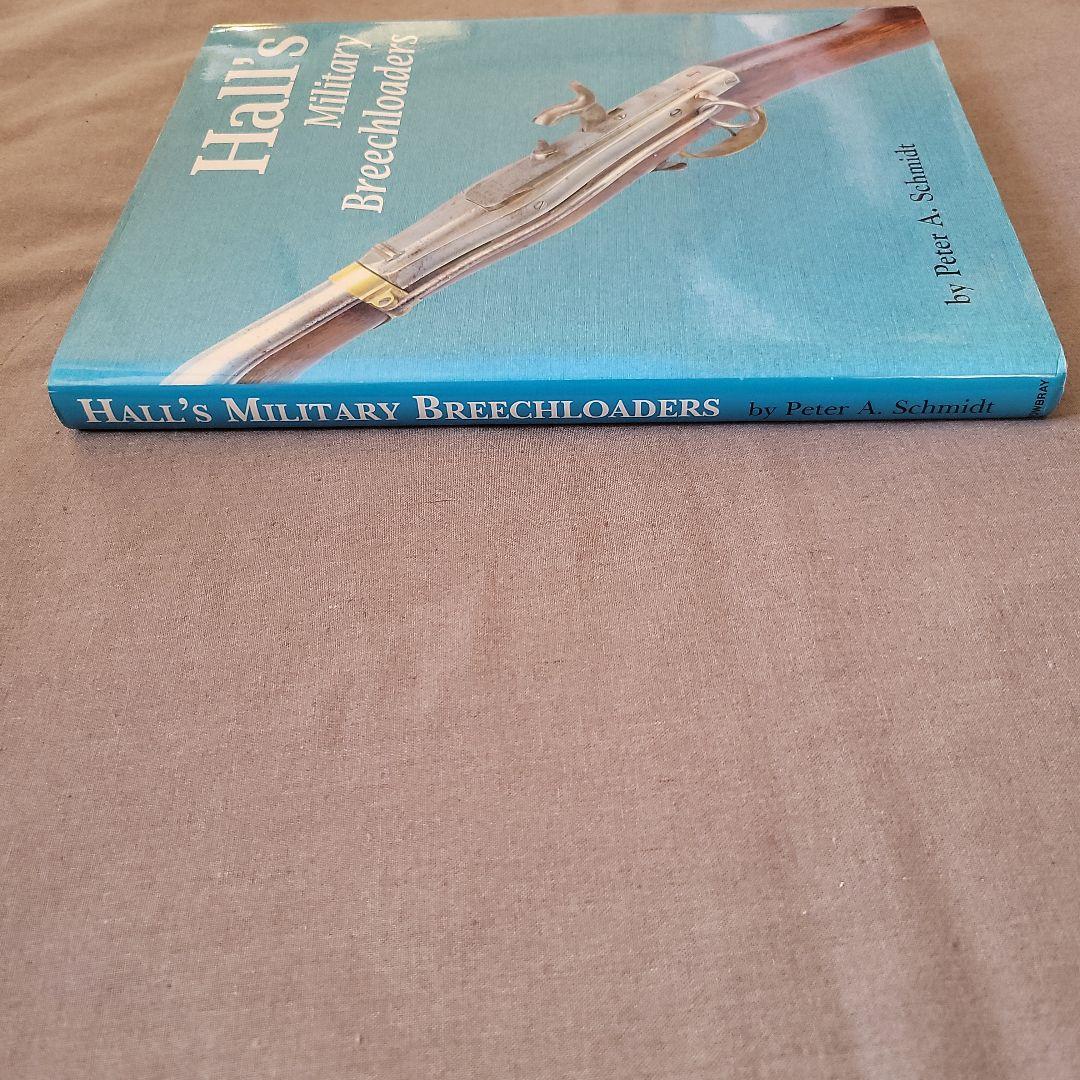 Hall's
Military
Breechloaders
by Peter A. Schmidt
HALL'S MILITARY BREECHLOADERS by Peter A. Schmidt